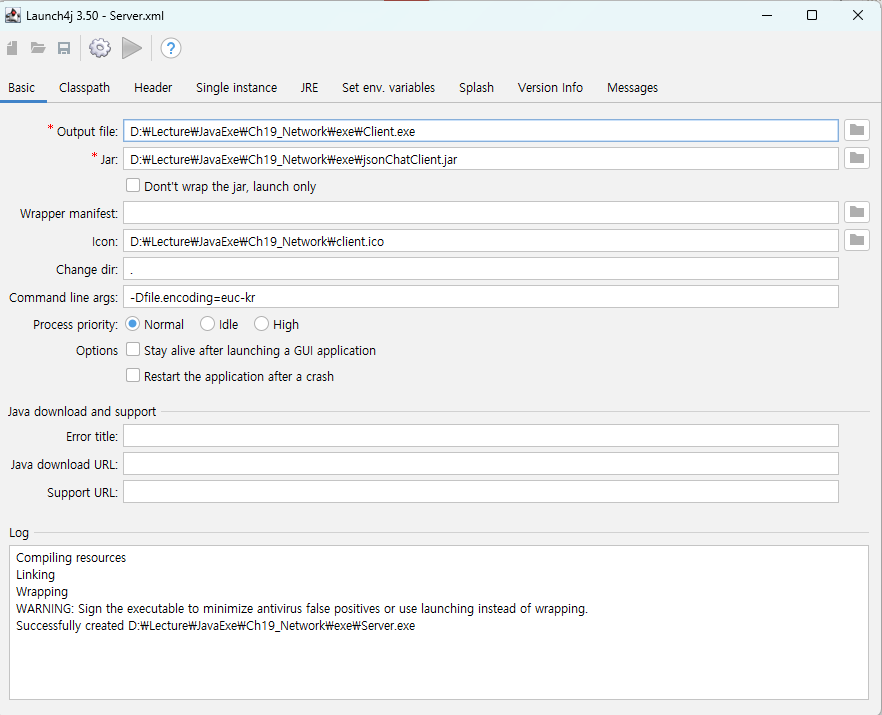 Launch4j 3.50 - Server.xml
?
Basic Classpath Header Single instance JRE Set env. variables Splash Version Info Messages
* Output file: D:₩Lecture₩JavaExe₩Ch19_Network₩exe₩Client.exe
* Jar: D:₩Lecture₩JavaExe₩Ch19_Network₩exe₩jsonChatClient.jar
Dont't wrap the jar, launch only
Wrapper manifest:
Icon: D:₩Lecture₩JavaExe₩Ch19_Network₩client.ico
Change dir: .
Command line args: -Dfile.encoding=euc-kr
Process priority: Normal Idle High
Options Stay alive after launching a GUI application
Restart the application after a crash
Java download and support
Error title:
Java download URL:
Support URL:
Log
Compiling resources
Linking
Wrapping
WARNING: Sign the executable to minimize antivirus false positives or use launching instead of wrapping.
Successfully created D:₩Lecture₩JavaExe₩Ch19_Network₩exe₩Server.exe